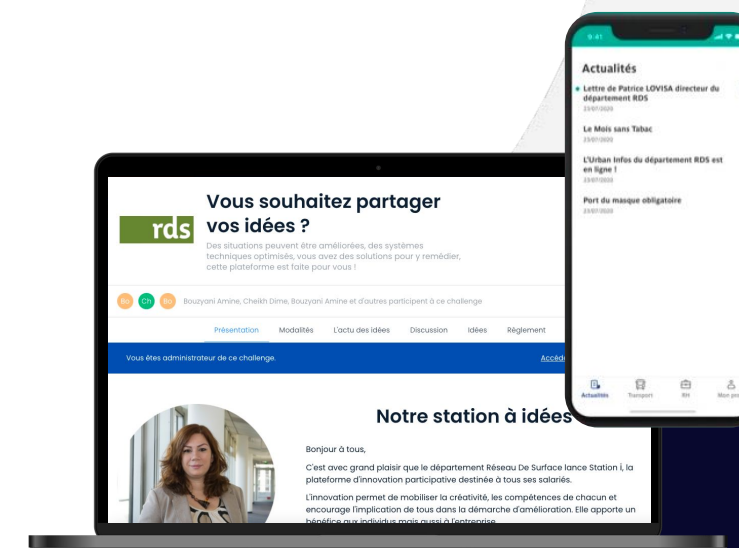 Vous souhaitez partager
vos idées ?
rds
Des situations peuvent être améliorées, des systèmes
techniques optimisés, vous avez des solutions pour y remédier,
cette plateforme est faite pour vous !
Bo Ch Bo Bouzyani Amine, Cheikh Dime, Bouzyani Amine et d'autres participent à ce challenge
Présentation Modalités L'actu des idées Discussion Idées Règlement
Vous êtes administrateur de ce challenge.
Notre station à idées
Bonjour à tous,
C'est avec grand plaisir que le département Réseau De Surface lance Station i, la
plateforme d'innovation participative destinée à tous ses salariés.
L'innovation permet de mobiliser la créativité, les compétences de chacun et
encourage l'implication de tous dans la démarche d'amélioration. Elle apporte un
bénéfice aux individus mais aussi à l'entreprise
9:41
Actualités
Lettre de Patrice LOVISA directeur du
département RDS
23/07/2020
Le Mois sans Tabac
23/07/2020
L'Urban Infos du département RDS est
en ligne !
23/07/2020
Port du masque obligatoire
23/07/2020
Actualités Transport RH Mon